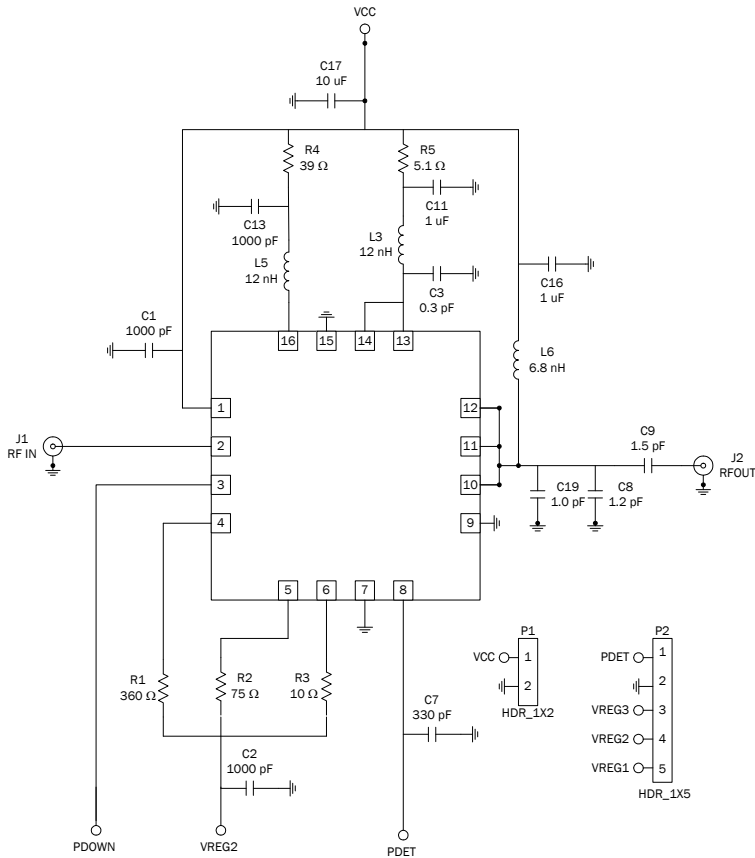 VCC
C17
10 uF
R4
39 Ω
R5
5.1 Ω
C13
1000 pF
C11
1 uF
L5
12 nH
L3
12 nH
C3
0.3 pF
C16
1 uF
C1
1000 pF
L6
6.8 nH
16
15
14
13
1
12
J1
RF IN
2
11
C9
1.5 pF
J2
RFOUT
3
10
C19
1.0 pF
C8
1.2 pF
4
9
5
6
7
8
R1
360 Ω
R2
75 Ω
R3
10 Ω
C7
330 pF
C2
1000 pF
PDOWN
VREG2
PDET
P1
VCC
1
2
HDR_1X2
P2
PDET
1
2
VREG3
3
VREG2
4
VREG1
5
HDR_1X5